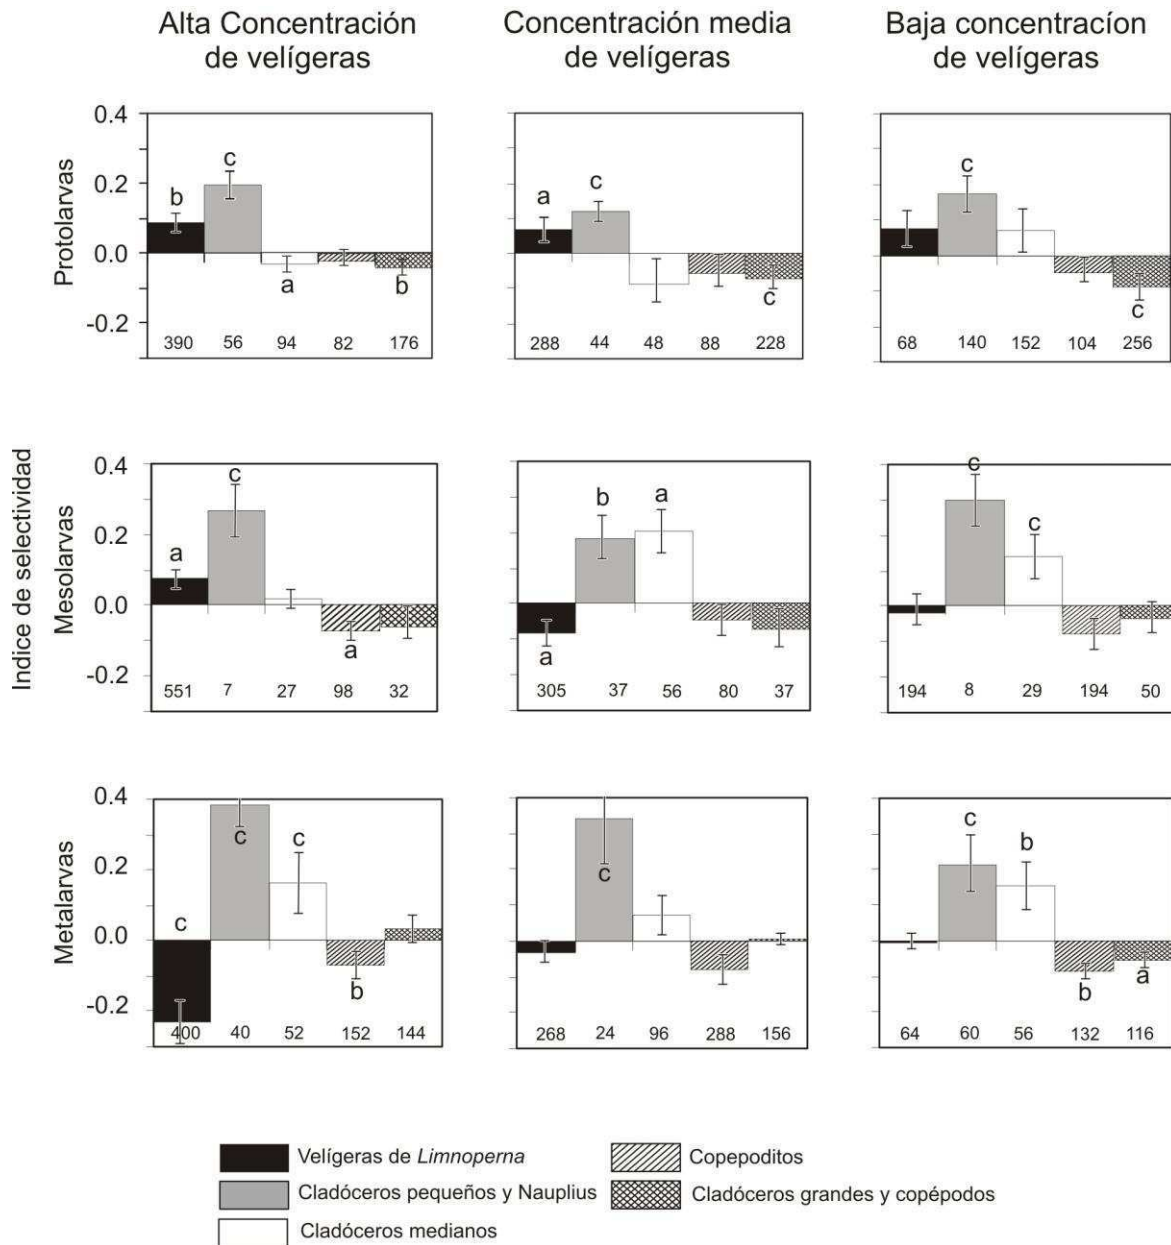 Alta Concentración
de velígeras
Concentración media
de velígeras
Baja concentracíon
de velígeras
Indice de selectividad
Protolarvas
0.4
0.2
0.0
-0.2
b
c
a
b
390 56 94 82 176
a
c
c
288 44 48 88 228
c
c
68 140 152 104 256
Mesolarvas
0.4
0.2
0.0
-0.2
a
c
a
551 7 27 98 32
b
a
a
305 37 56 80 37
c
c
194 8 29 194 50
Metalarvas
0.4
0.2
0.0
-0.2
c
c
c
b
400 40 52 152 144
c
268 24 96 288 156
c
b
b
a
64 60 56 132 116
Velígeras de Limnoperna
Cladóceros pequeños y Nauplius
Cladóceros medianos
Copepoditos
Cladóceros grandes y copépodos